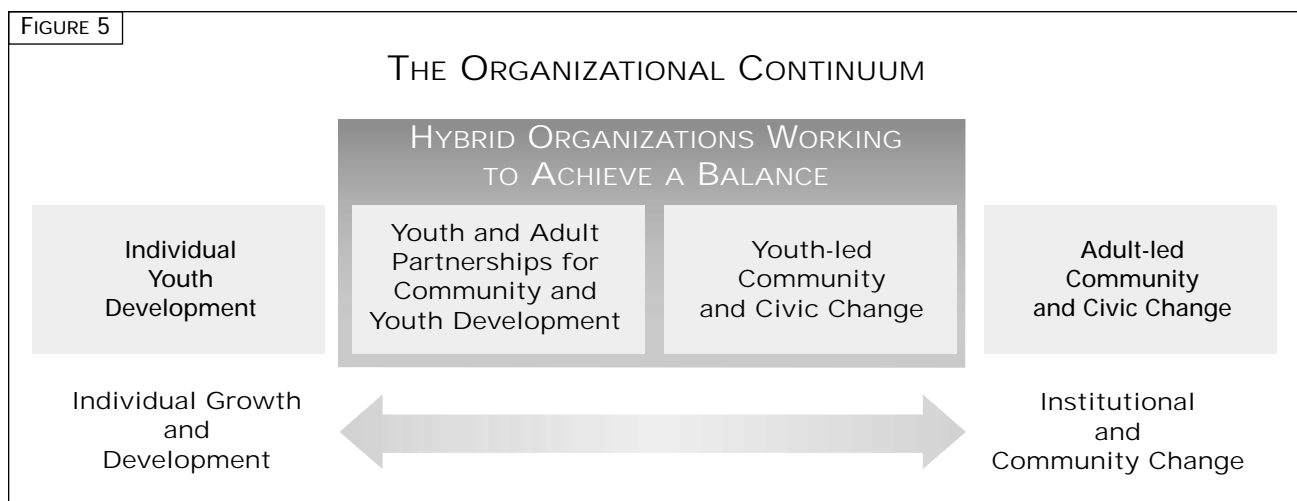 FIGURE 5
THE ORGANIZATIONAL CONTINUUM
HYBRID ORGANIZATIONS WORKING
TO ACHIEVE A BALANCE
Individual
Youth
Development
Youth and Adult
Partnerships for
Community and
Youth Development
Youth-led
Community
and Civic Change
Adult-led
Community
and Civic Change
Individual Growth
and
Development
Institutional
and
Community Change